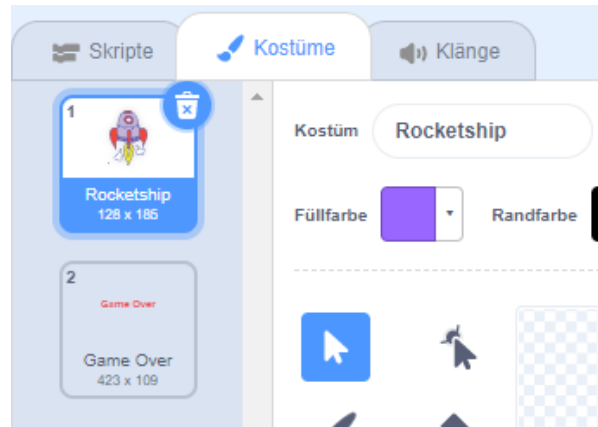 Skripte
Kostüme
Klänge
1
Rocketship
128 x 185
2
Game Over
Game Over
423 x 109
Kostüm
Rocketship
Füllfarbe
Randfarbe